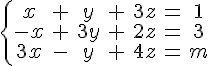 x + y + 3z = 1
-x + 3y + 2z = 3
3x - y + 4z = m